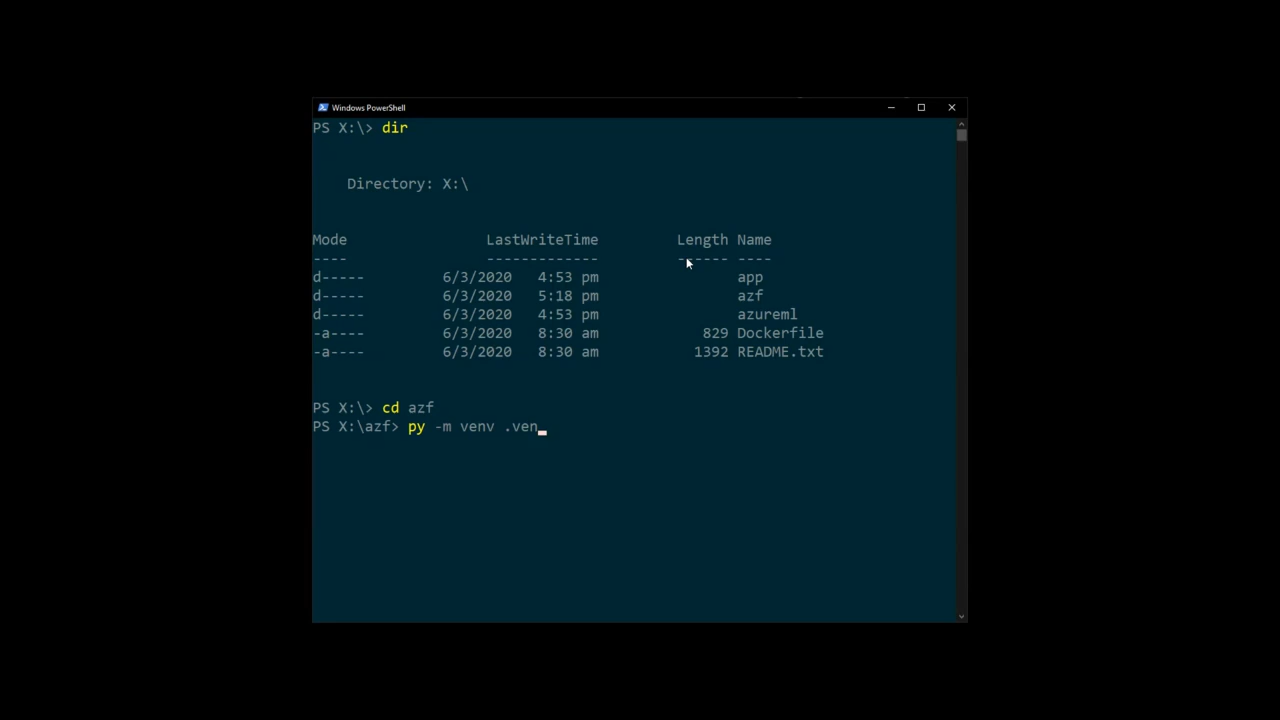 Windows PowerShell
PS X:\> dir
Directory: X:\
Mode LastWriteTime Length Name
---- ------------- ------ ----
d----- 6/3/2020 4:53 pm app
d----- 6/3/2020 5:18 pm azf
d----- 6/3/2020 4:53 pm azureml
-a---- 6/3/2020 8:30 am 829 Dockerfile
-a---- 6/3/2020 8:30 am 1392 README.txt
PS X:\> cd azf
PS X:\azf> py -m venv .ven